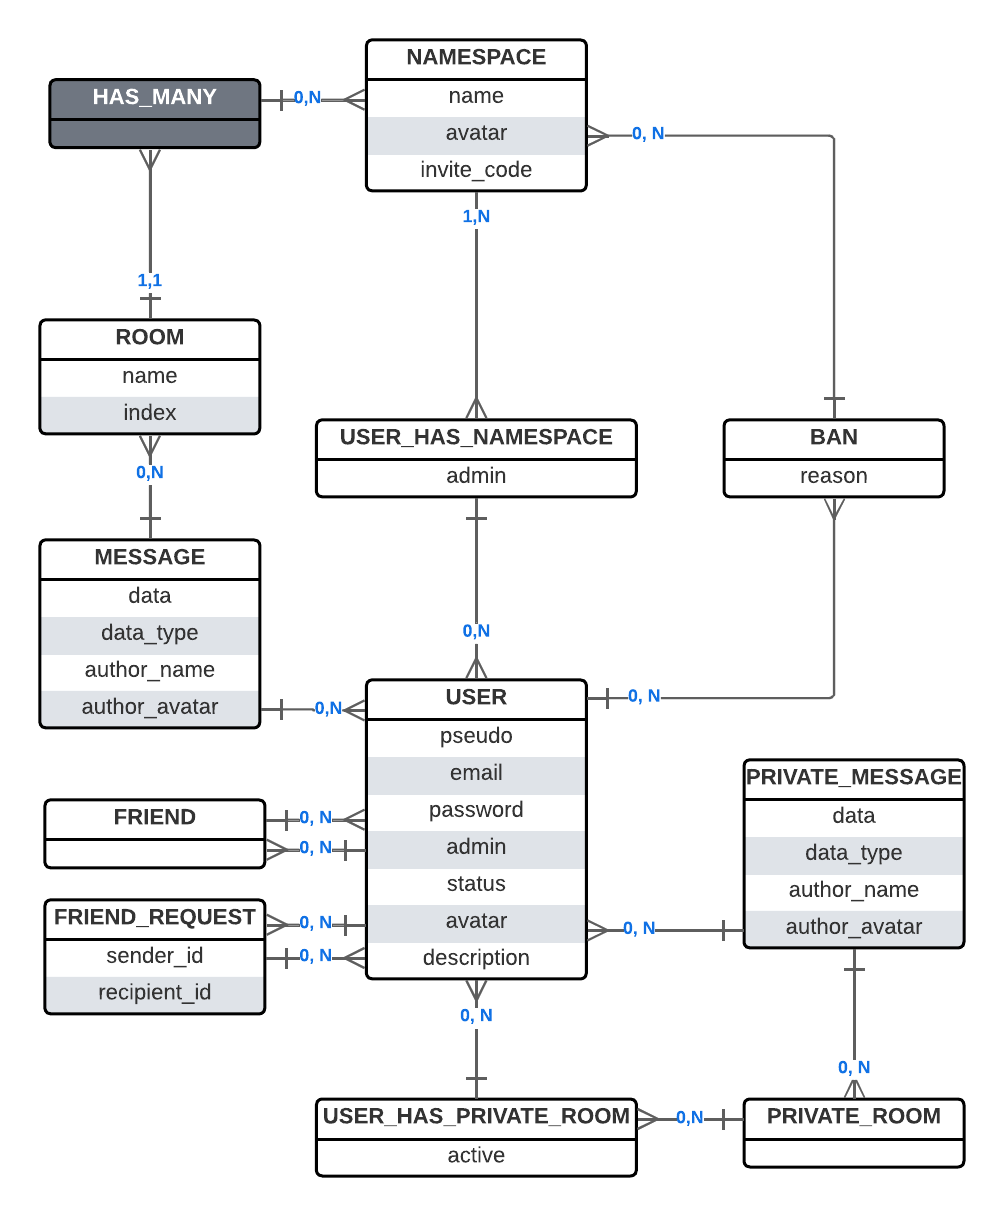 NAMESPACE
name
avatar
invite_code
HAS_MANY
0,N
0, N
1,N
1,1
ROOM
name
index
0,N
USER_HAS_NAMESPACE
admin
BAN
reason
MESSAGE
data
data_type
author_name
author_avatar
0,N
0,N
USER
pseudo
email
password
admin
status
avatar
description
0, N
FRIEND
0, N
0, N
FRIEND_REQUEST
sender_id
recipient_id
0, N
0, N
PRIVATE_MESSAGE
data
data_type
author_name
author_avatar
0, N
0, N
0, N
USER_HAS_PRIVATE_ROOM
active
0,N
PRIVATE_ROOM